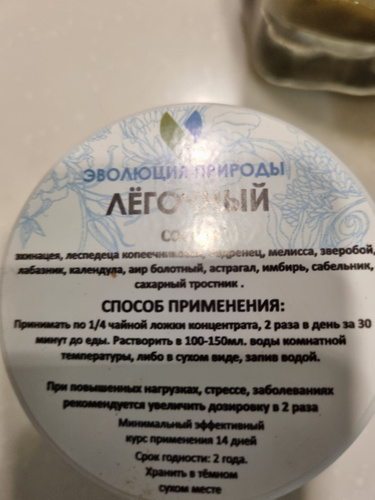 ЭВОЛЮЦИЯ ПРИРОДЫ
ЛЁГОЧНЫЙ
эхинацея, леспедеца копеечниковая, мелисса, зверобой,
лабазник, календула, аир болотный, астрагал, имбирь, сабельник,
сахарный тростник .
СПОСОБ ПРИМЕНЕНИЯ:
Принимать по 1/4 чайной ложки концентрата, 2 раза в день за 30
минут до еды. Растворить в 100-150мл. воды комнатной
температуры, либо в сухом виде, запив водой.
При повышенных нагрузках, стрессе, заболеваниях
рекомендуется увеличить дозировку в 2 раза
Минимальный эффективный
курс применения 14 дней
Срок годности: 2 года.
Хранить в тёмном
сухом месте